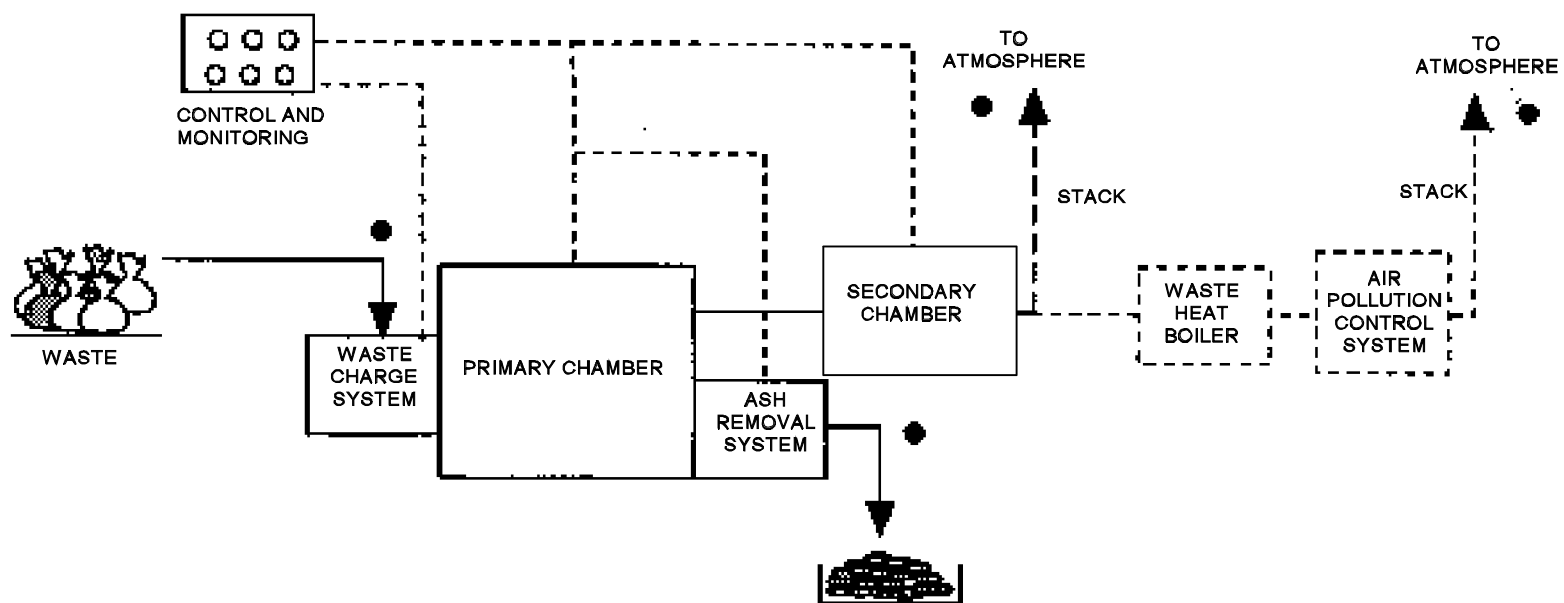 CONTROL AND
MONITORING
TO
ATMOSPHERE
TO
ATMOSPHERE
STACK
STACK
WASTE
WASTE
CHARGE
SYSTEM
PRIMARY CHAMBER
SECONDARY
CHAMBER
WASTE
HEAT
BOILER
AIR
POLLUTION
CONTROL
SYSTEM
ASH
REMOVAL
SYSTEM